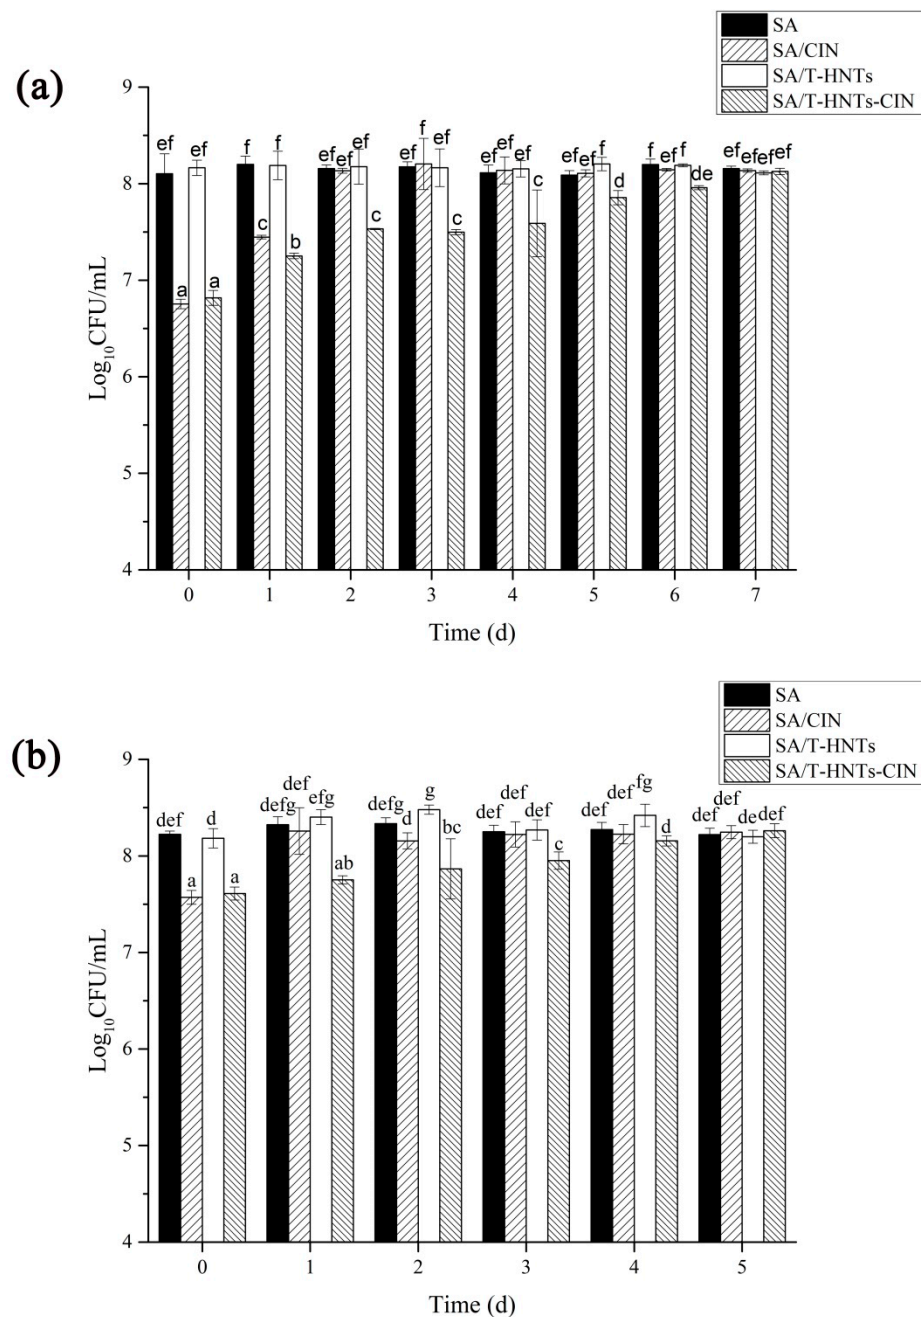 SA
SA/CIN
SA/T-HNTs
SA/T-HNTs-CIN
(a)
9
8
7
6
5
4
Log₁₀CFU/mL
ef a ef a
f c f b
ef ef ef c
ef f ef c
ef ef ef c
ef ef f d
f ef f de
ef ef ef ef
0 1 2 3 4 5 6 7
Time (d)
SA
SA/CIN
SA/T-HNTs
SA/T-HNTs-CIN
(b)
9
8
7
6
5
4
Log₁₀CFU/mL
def a d a
defg def efg ab
defg d g bc
def def def c
def def fg d
def def de def
0 1 2 3 4 5
Time (d)